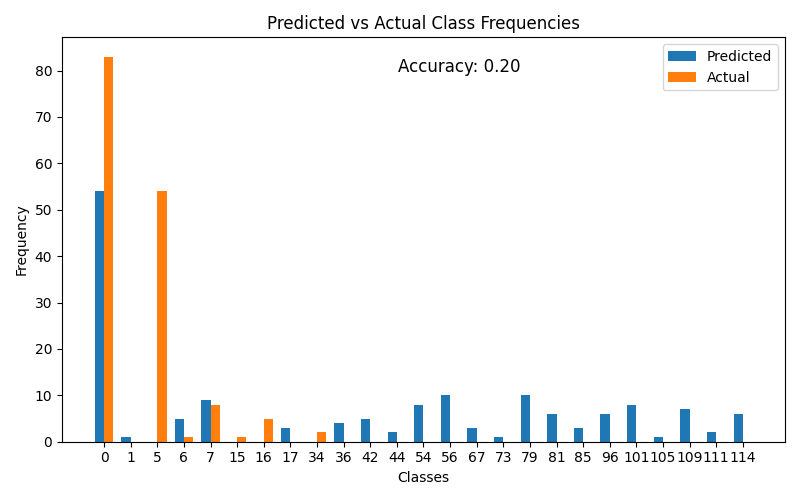 Predicted vs Actual Class Frequencies
Accuracy: 0.20
Predicted
Actual
Frequency
80
70
60
50
40
30
20
10
0
0 1 5 6 7 15 16 17 34 36 42 44 54 56 67 73 79 81 85 96 101 105 109 111 114
Classes